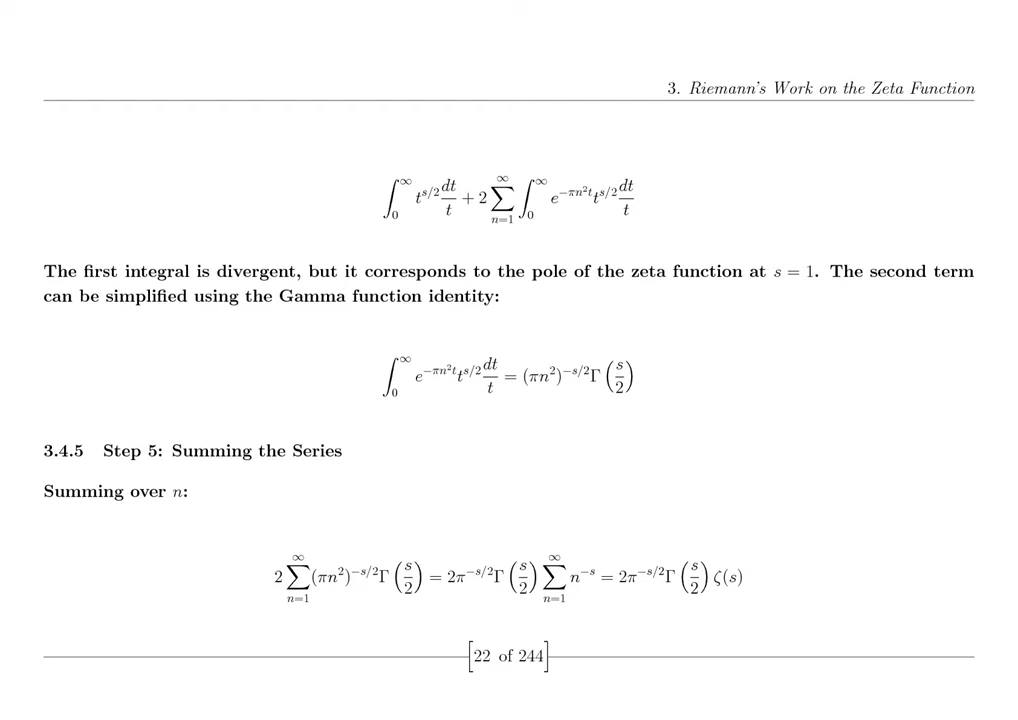 3. Riemann's Work on the Zeta Function
∫₀^∞ t^{s/2} dt/t + 2 ∑_{n=1}^∞ ∫₀^∞ e^{−πn²t} t^{s/2} dt/t
The first integral is divergent, but it corresponds to the pole of the zeta function at s = 1. The second term
can be simplified using the Gamma function identity:
∫₀^∞ e^{−πn²t} t^{s/2} dt/t = (πn²)^{−s/2} Γ(s/2)
3.4.5 Step 5: Summing the Series
Summing over n:
2 ∑_{n=1}^∞ (πn²)^{−s/2} Γ(s/2) = 2π^{−s/2} Γ(s/2) ∑_{n=1}^∞ n^{−s} = 2π^{−s/2} Γ(s/2) ζ(s)
[22 of 244]